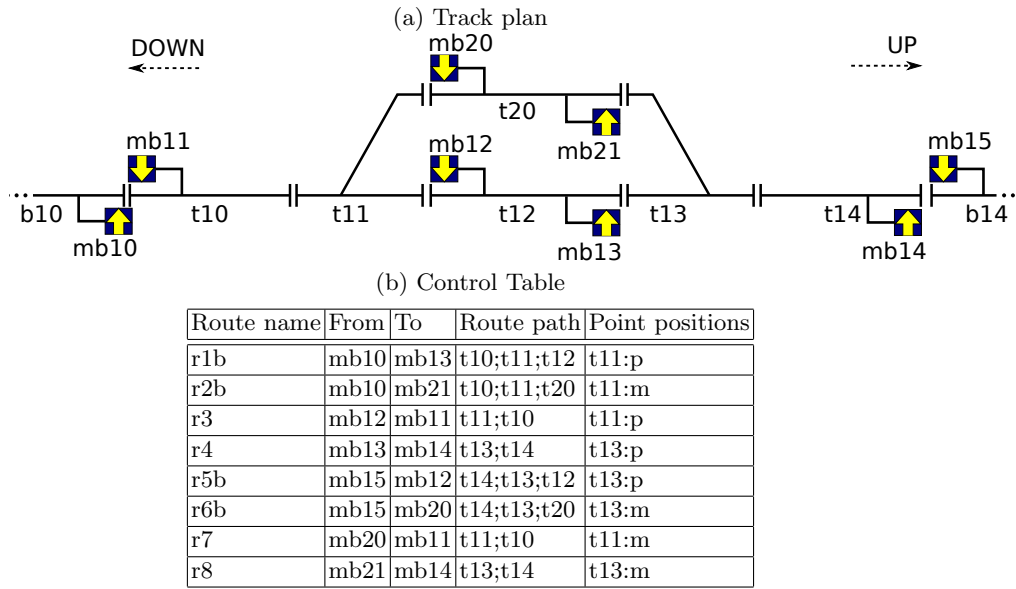 (a) Track plan
DOWN
mb20
UP
t20
mb11
mb12
mb21
mb15
b10
t10
t11
t12
t13
t14
b14
mb10
mb13
mb14
(b) Control Table
Route name From To Route path Point positions
r1b mb10 mb13 t10;t11;t12 t11:p
r2b mb10 mb21 t10;t11;t20 t11:m
r3 mb12 mb11 t11;t10 t11:p
r4 mb13 mb14 t13;t14 t13:p
r5b mb15 mb12 t14;t13;t12 t13:p
r6b mb15 mb20 t14;t13;t20 t13:m
r7 mb20 mb11 t11;t10 t11:m
r8 mb21 mb14 t13;t14 t13:m